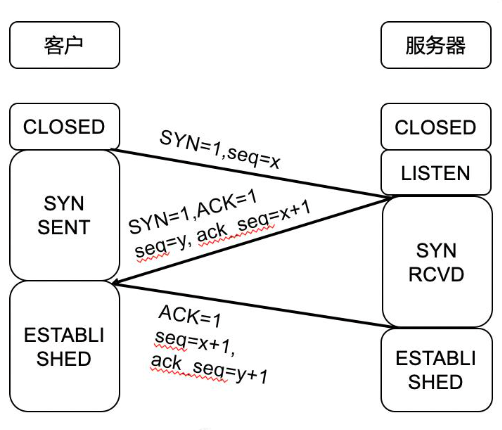 客户
服务器
CLOSED
CLOSED
SYN=1,seq=x
LISTEN
SYN
SENT
SYN=1,ACK=1
seq=y, ack_seq=x+1
SYN
RCVD
ACK=1
seq=x+1,
ack_seq=y+1
ESTABLI
SHED
ESTABLI
SHED